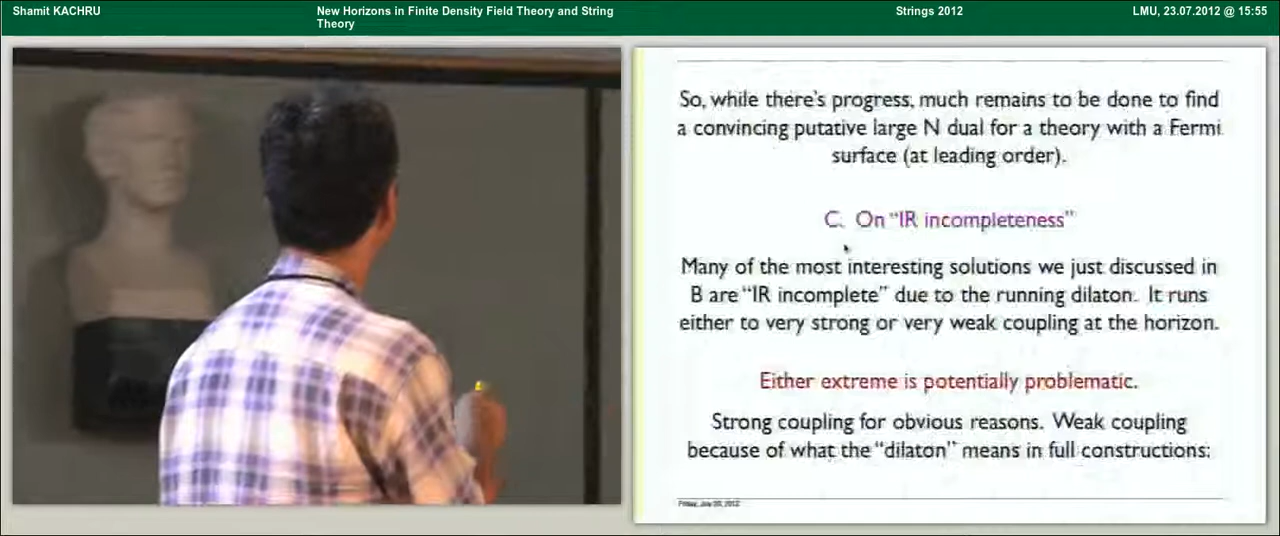 Shamit KACHRU
New Horizons in Finite Density Field Theory and String
Theory
Strings 2012
LMU, 23.07.2012 @ 15:55
So, while there's progress, much remains to be done to find
a convincing putative large N dual for a theory with a Fermi
surface (at leading order).
C. On "IR incompleteness"
Many of the most interesting solutions we just discussed in
B are "IR incomplete" due to the running dilaton. It runs
either to very strong or very weak coupling at the horizon.
Either extreme is potentially problematic.
Strong coupling for obvious reasons. Weak coupling
because of what the "dilaton" means in full constructions: